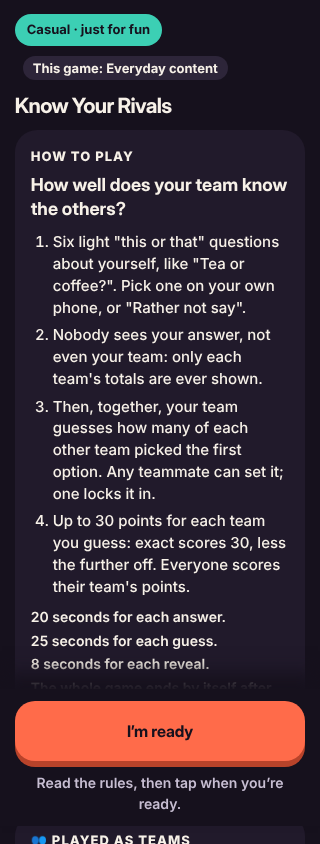 Casual · just for fun
This game: Everyday content
Know Your Rivals
HOW TO PLAY
How well does your team know
the others?
1. Six light "this or that" questions
about yourself, like "Tea or
coffee?". Pick one on your own
phone, or "Rather not say".
2. Nobody sees your answer, not
even your team: only each
team's totals are ever shown.
3. Then, together, your team
guesses how many of each
other team picked the first
option. Any teammate can set it;
one locks it in.
4. Up to 30 points for each team
you guess: exact scores 30, less
the further off. Everyone scores
their team's points.
20 seconds for each answer.
25 seconds for each guess.
8 seconds for each reveal.
The whole game ends by itself after
I'm ready
Read the rules, then tap when you're
ready.
PLAYED AS TEAMS